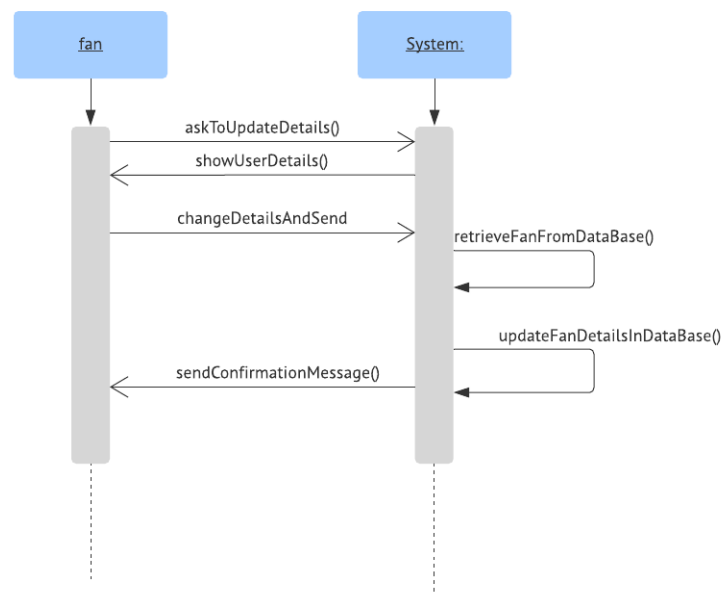 fan
System:
askToUpdateDetails()
showUserDetails()
changeDetailsAndSend
retrieveFanFromDataBase()
updateFanDetailsInDataBase()
sendConfirmationMessage()